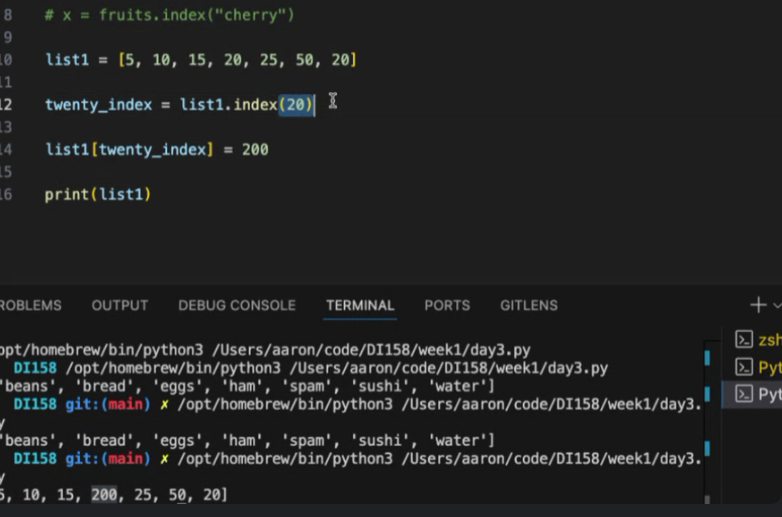 8 # x = fruits.index("cherry")
9
10 list1 = [5, 10, 15, 20, 25, 50, 20]
11
12 twenty_index = list1.index(20)
13
14 list1[twenty_index] = 200
15
16 print(list1)
ROBLEMS OUTPUT DEBUG CONSOLE TERMINAL PORTS GITLENS
opt/homebrew/bin/python3 /Users/aaron/code/DI158/week1/day3.py
DI158 /opt/homebrew/bin/python3 /Users/aaron/code/DI158/week1/day3.py
'beans', 'bread', 'eggs', 'ham', 'spam', 'sushi', 'water']
DI158 git:(main) ✗ /opt/homebrew/bin/python3 /Users/aaron/code/DI158/week1/day3.
y
'beans', 'bread', 'eggs', 'ham', 'spam', 'sushi', 'water']
DI158 git:(main) ✗ /opt/homebrew/bin/python3 /Users/aaron/code/DI158/week1/day3.
y
5, 10, 15, 200, 25, 50, 20]
zsh
Pyt
Pyt